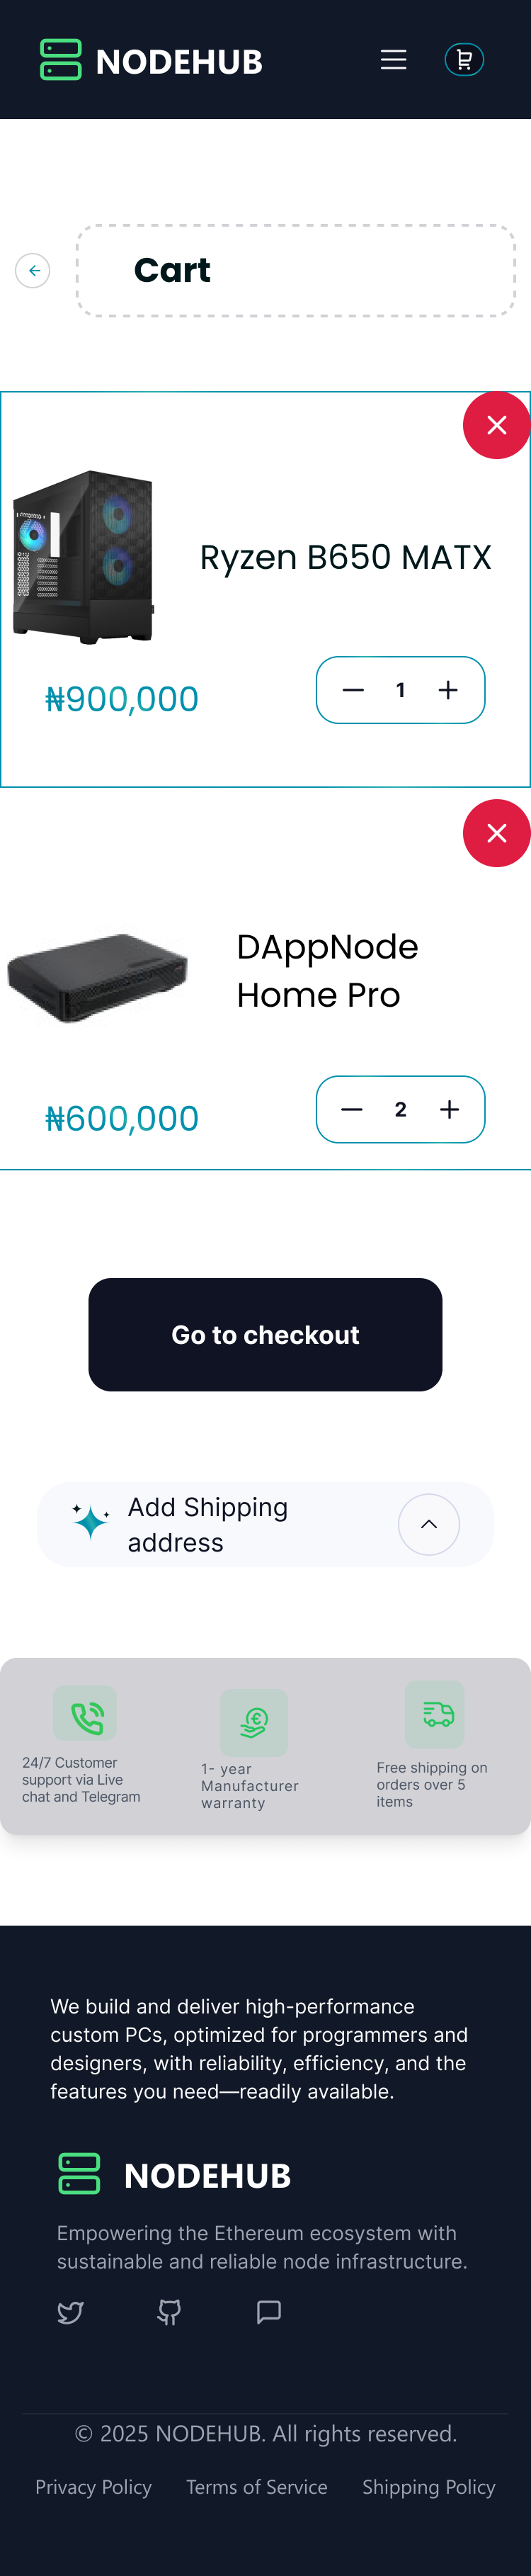 NODEHUB
Cart
Ryzen B650 MATX
₦900,000
1
DAppNode
Home Pro
₦600,000
2
Go to checkout
Add Shipping
address
24/7 Customer
support via Live
chat and Telegram
1- year
Manufacturer
warranty
Free shipping on
orders over 5
items
We build and deliver high-performance
custom PCs, optimized for programmers and
designers, with reliability, efficiency, and the
features you need—readily available.
NODEHUB
Empowering the Ethereum ecosystem with
sustainable and reliable node infrastructure.
© 2025 NODEHUB. All rights reserved.
Privacy Policy Terms of Service Shipping Policy